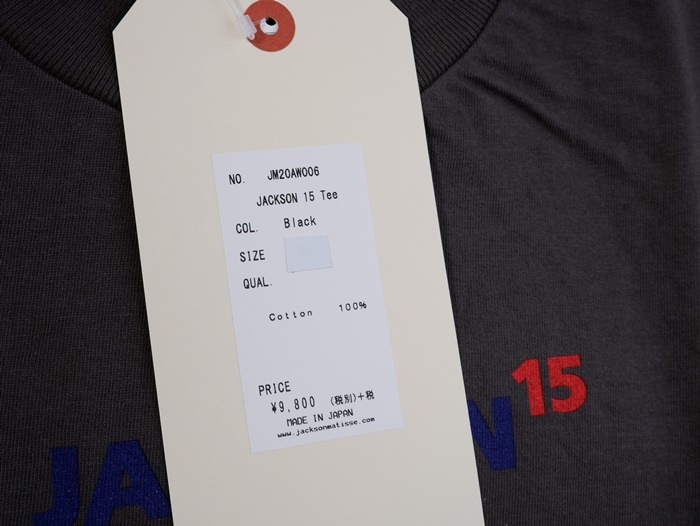 NO. JM20AW006
JACKSON 15 Tee
COL. Black
SIZE
QUAL.
Cotton 100%
PRICE
¥9,800 (税別)+税
MADE IN JAPAN
www.jacksonmatisse.com
15
JA N